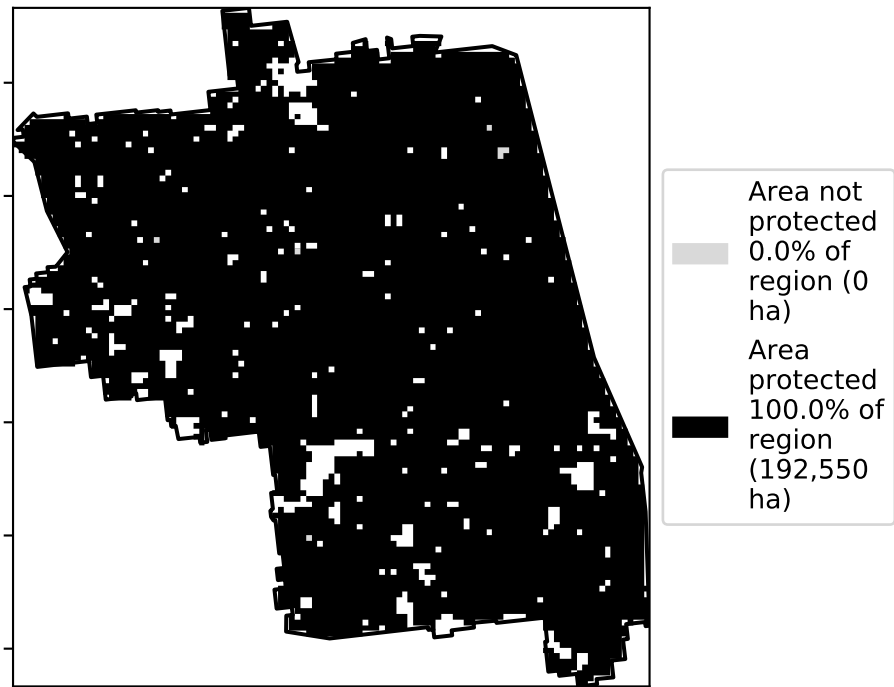 Area not
protected
0.0% of
region (0
ha)
Area
protected
100.0% of
region
(192,550
ha)